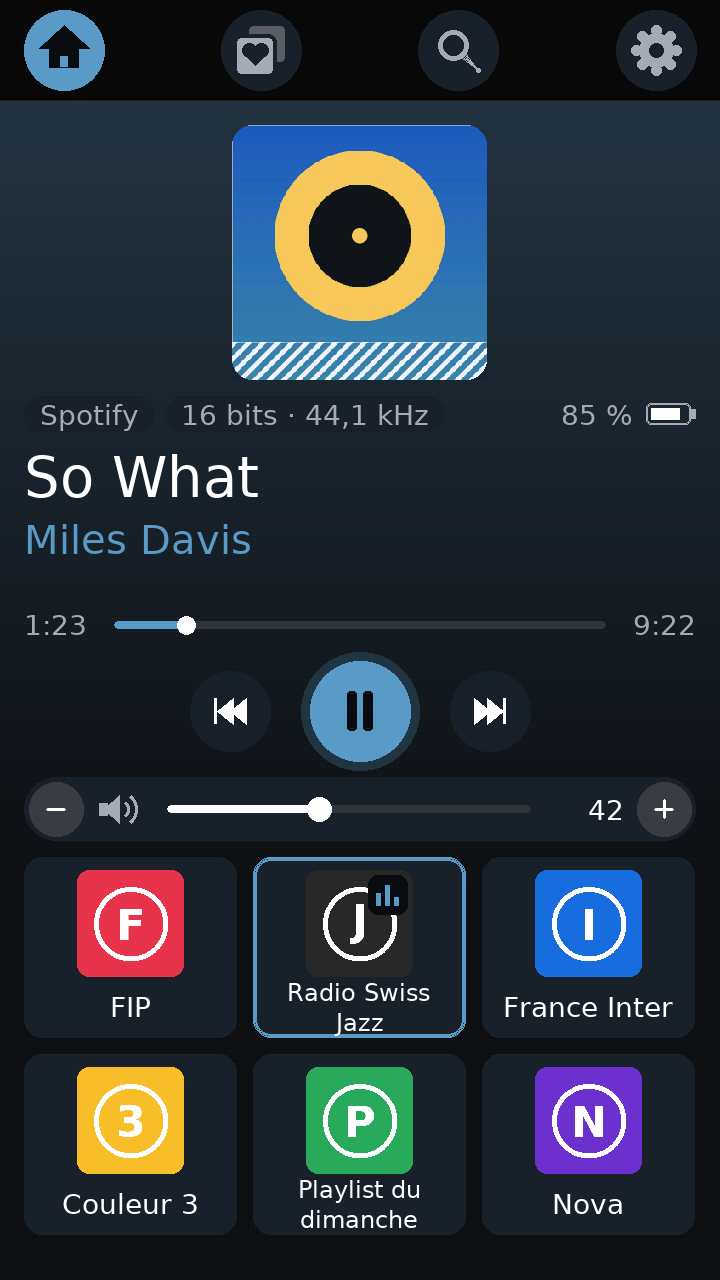 Spotify 16 bits · 44,1 kHz 85 %
So What
Miles Davis
1:23 9:22
42
F J I
FIP Radio Swiss Jazz France Inter
3 P N
Couleur 3 Playlist du dimanche Nova